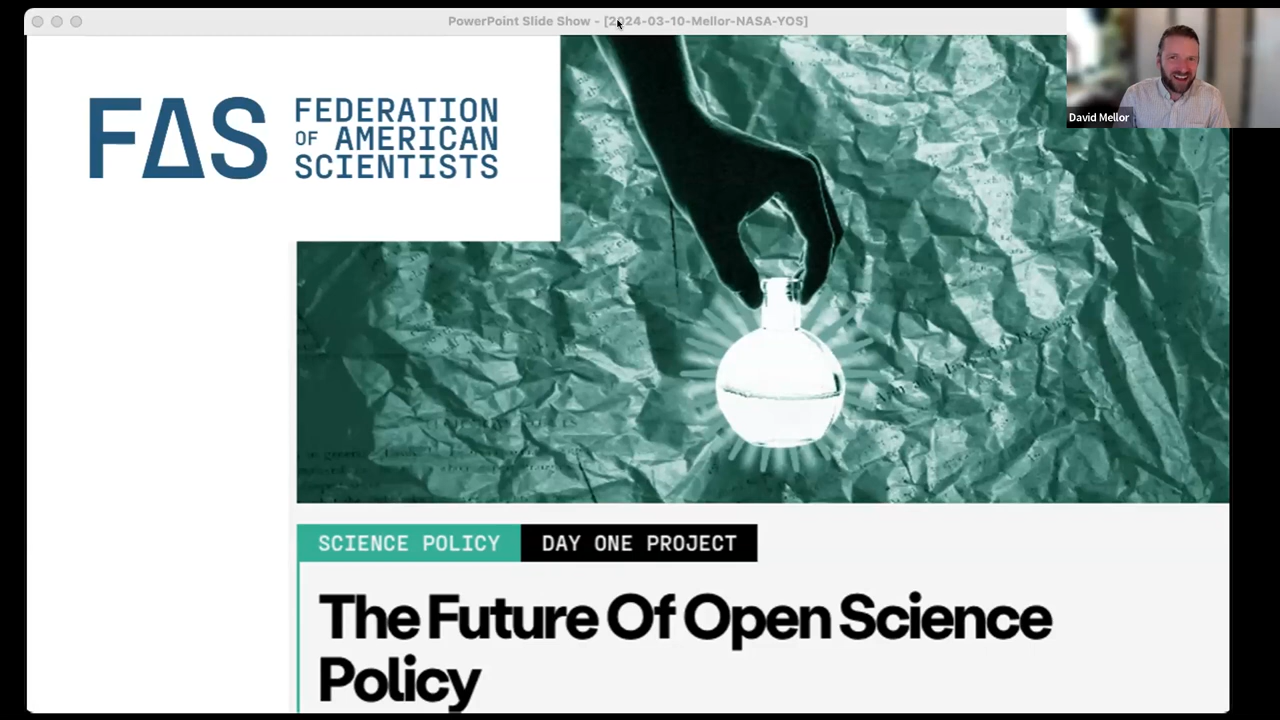 PowerPoint Slide Show - [2024-03-10-Mellor-NASA-YOS]
David Mellor
FAS
FEDERATION
OF AMERICAN
SCIENTISTS
SCIENCE POLICY
DAY ONE PROJECT
The Future Of Open Science
Policy